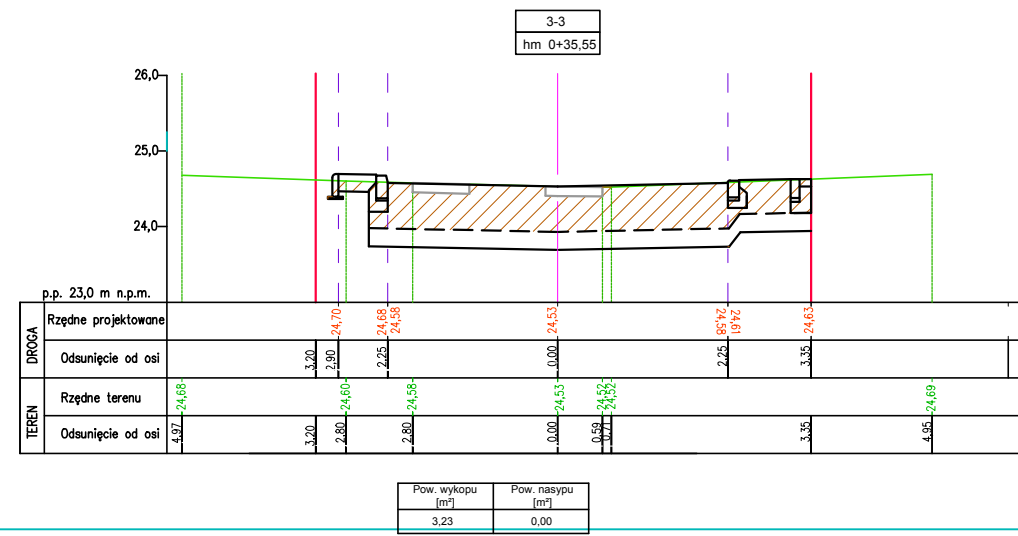 3-3
hm 0+35,55
26,0
25,0
24,0
p.p. 23,0 m n.p.m.
DROGA
Rzędne projektowane
24,70 24,68 24,58 24,53 24,58 24,61 24,63
Odsunięcie od osi
3,20 2,90 2,25 0,00 2,25 3,35
TEREN
Rzędne terenu
24,68 24,60 24,58 24,53 24,52 24,52 24,69
Odsunięcie od osi
4,97 3,20 2,80 2,80 0,00 0,59 0,71 3,35 4,95
Pow. wykopu [m²] Pow. nasypu [m²]
3,23 0,00